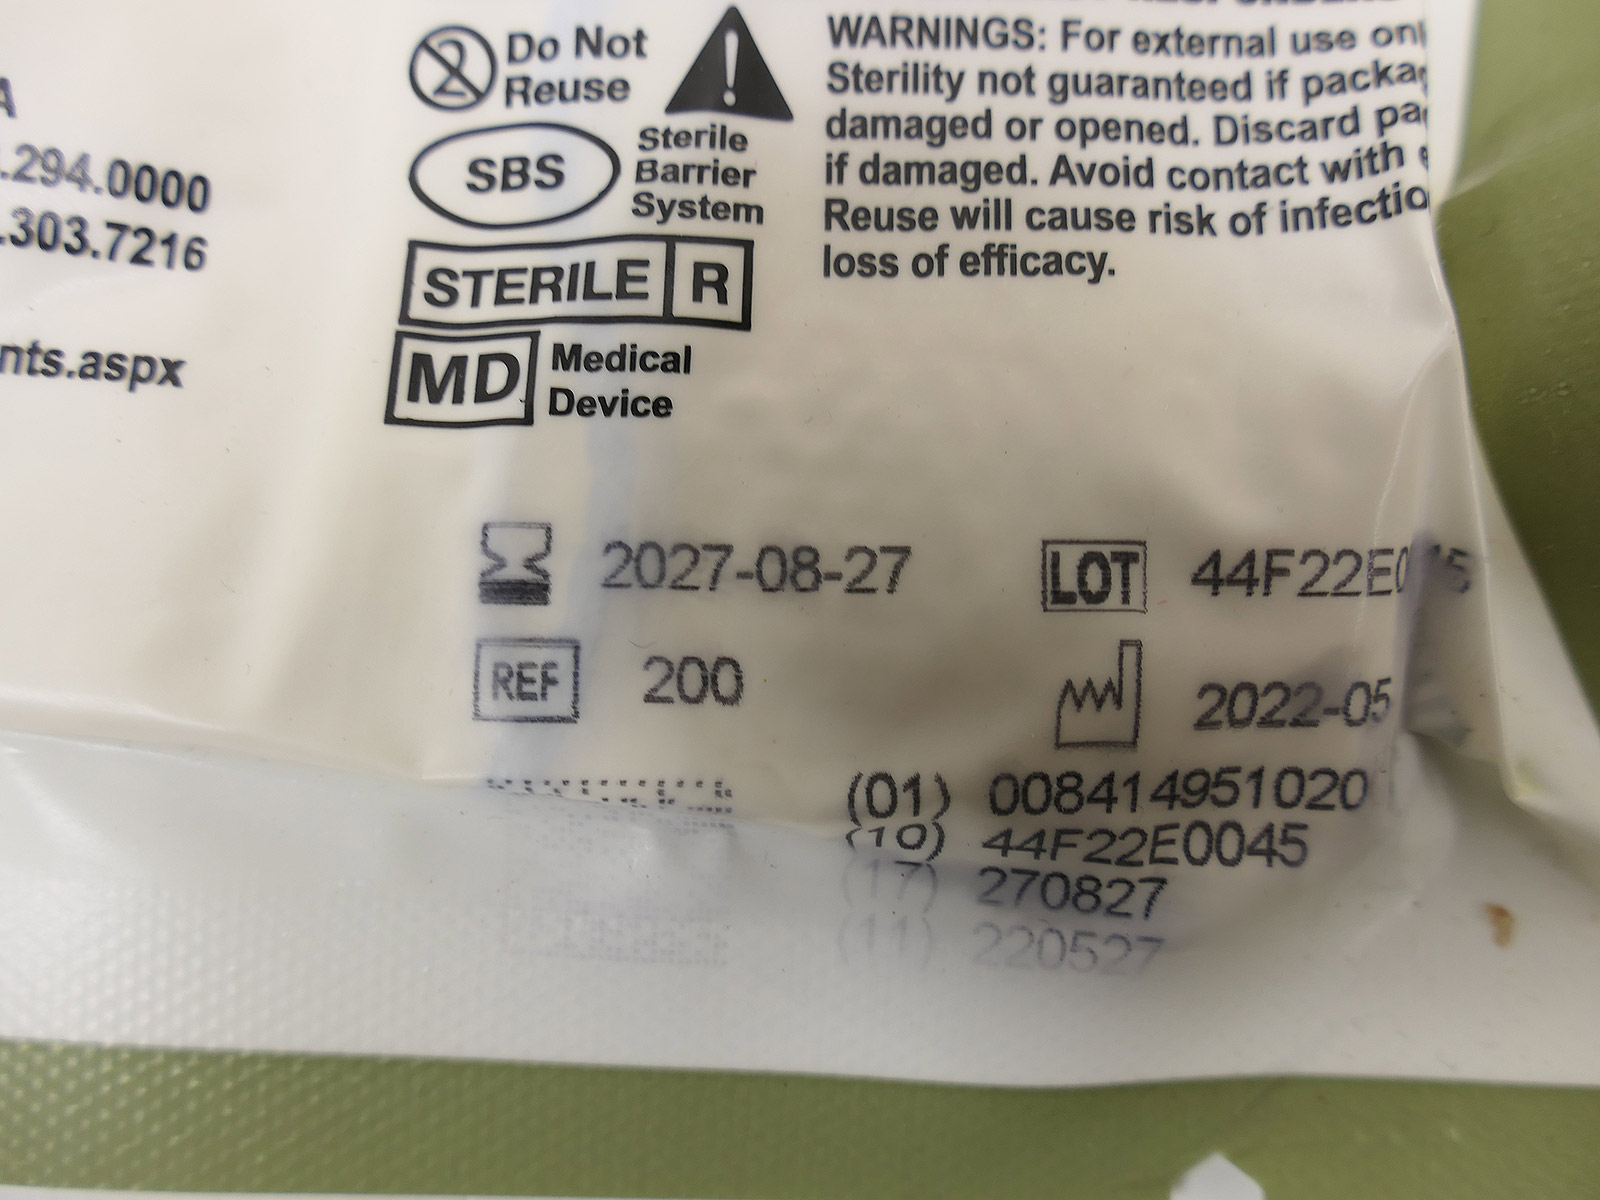 A
.294.0000
.303.7216
nts.aspx
Do Not
Reuse
SBS
Sterile
Barrier
System
STERILE R
MD
Medical
Device
WARNINGS: For external use onl
Sterility not guaranteed if packa
damaged or opened. Discard pa
if damaged. Avoid contact with
Reuse will cause risk of infectio
loss of efficacy.
2027-08-27
LOT 44F22E0
REF 200
2022-05
(01) 008414951020
(10) 44F22E0045
(17) 270827
(11) 220527